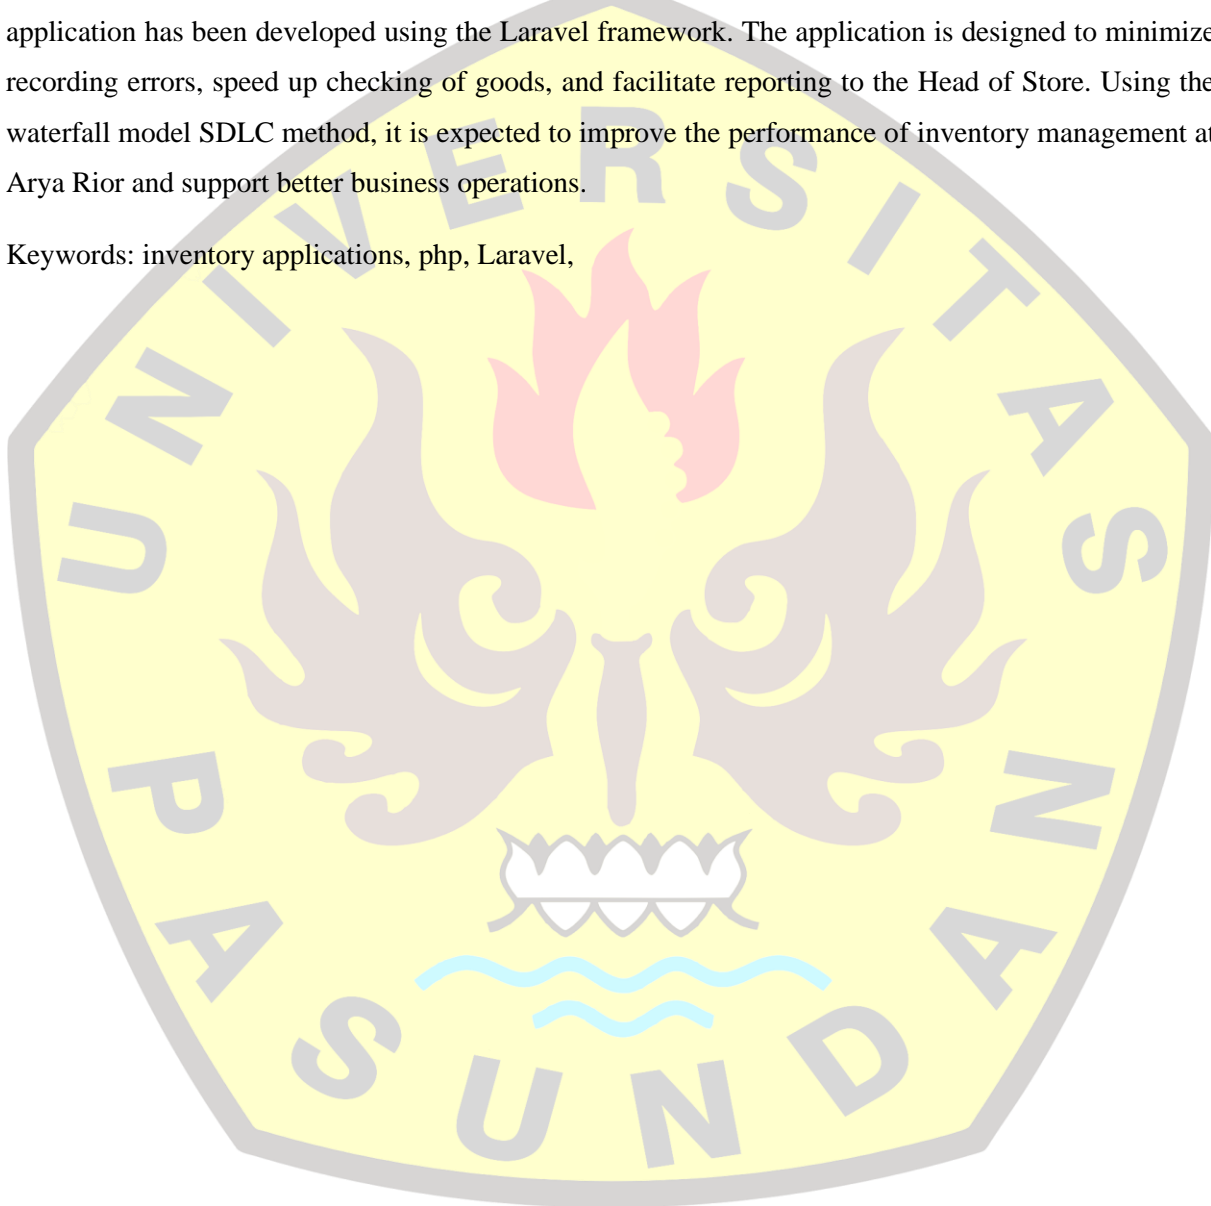 application has been developed using the Laravel framework. The application is designed to minimize
recording errors, speed up checking of goods, and facilitate reporting to the Head of Store. Using the
waterfall model SDLC method, it is expected to improve the performance of inventory management at
Arya Rior and support better business operations.
Keywords: inventory applications, php, Laravel,
UNIVERSITAS
PASUNDAN